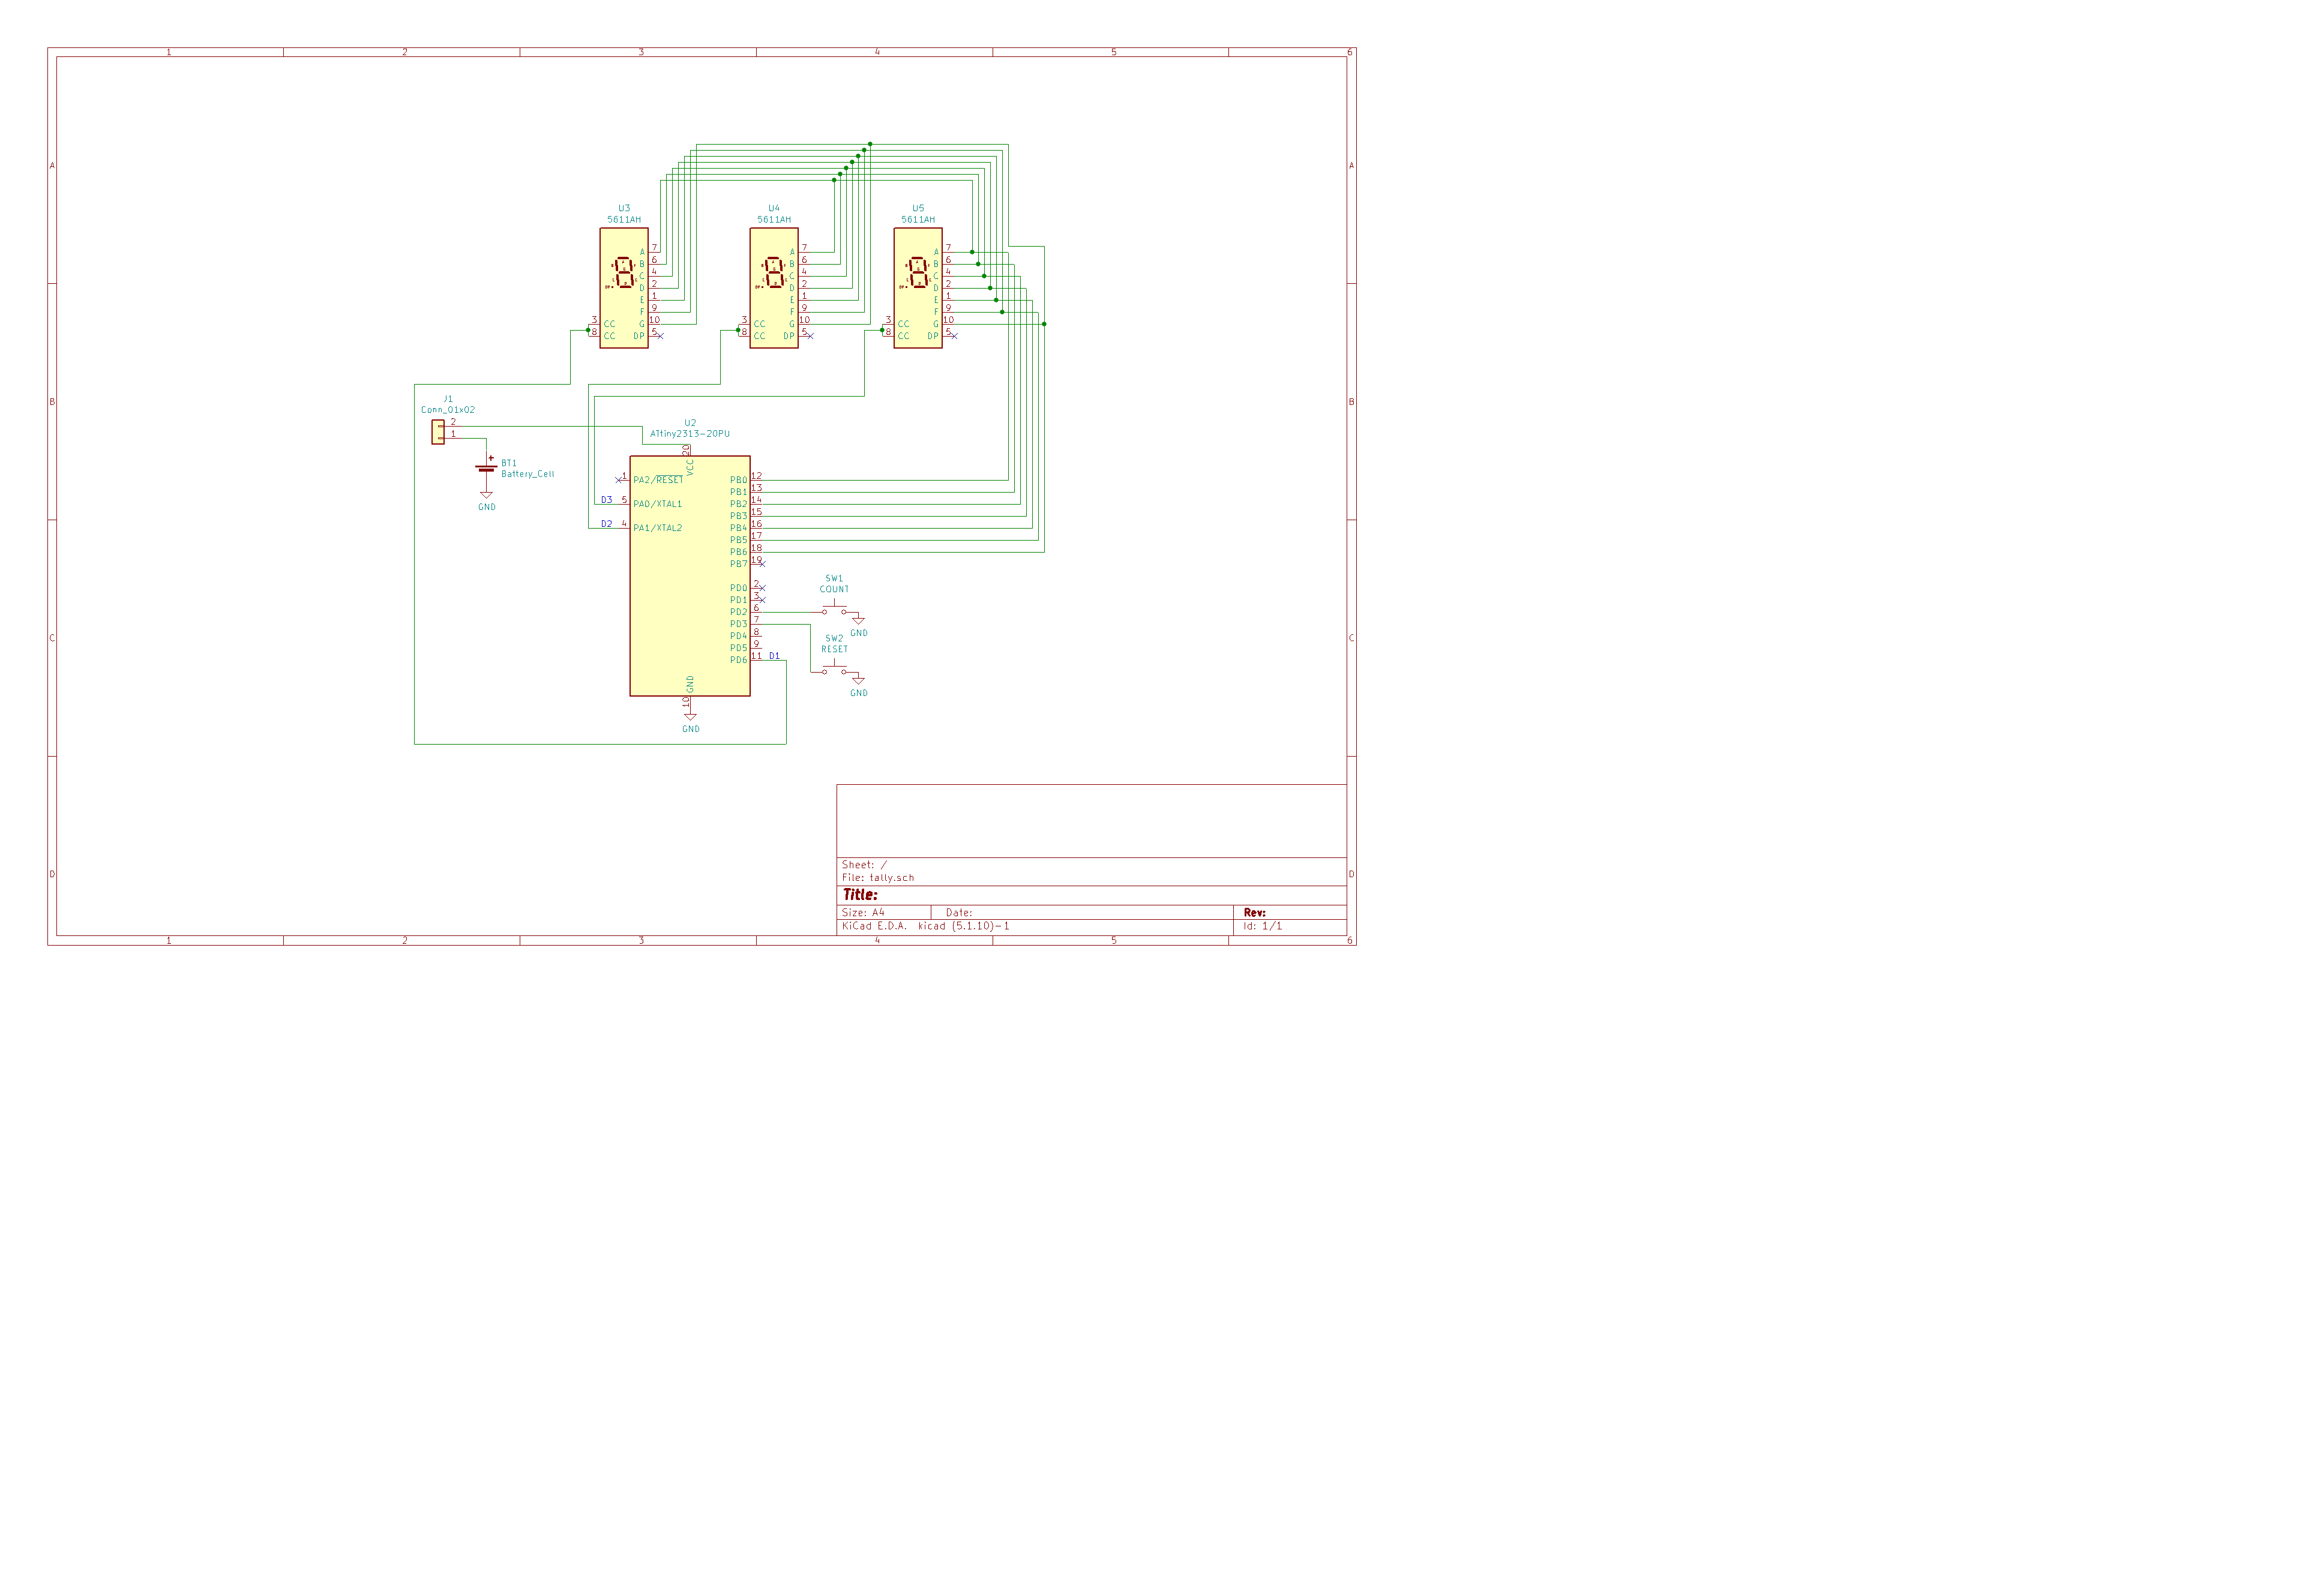 1 2 3 4 5 6
A A
U3
5611AH
U4
5611AH
U5
5611AH
A 7
B 6
C 4
D 2
E 1
F 9
3 CC G 10
8 CC DP 5
A 7
B 6
C 4
D 2
E 1
F 9
3 CC G 10
8 CC DP 5
A 7
B 6
C 4
D 2
E 1
F 9
3 CC G 10
8 CC DP 5
B B
J1
Conn_01x02
2
1
BT1
Battery_Cell
GND
U2
ATtiny2313-20PU
20
VCC
1 PA2/RESET PB0 12
PB1 13
D3 5 PA0/XTAL1 PB2 14
PB3 15
D2 4 PA1/XTAL2 PB4 16
PB5 17
PB6 18
PB7 19
PD0 2
PD1 3
PD2 6
PD3 7
PD4 8
PD5 9
PD6 11 D1
GND
10
GND
SW1
COUNT
GND
SW2
RESET
GND
C C
Sheet: /
File: tally.sch
Title:
Size: A4 Date: Rev:
KiCad E.D.A. kicad (5.1.10)-1 Id: 1/1
D D
1 2 3 4 5 6